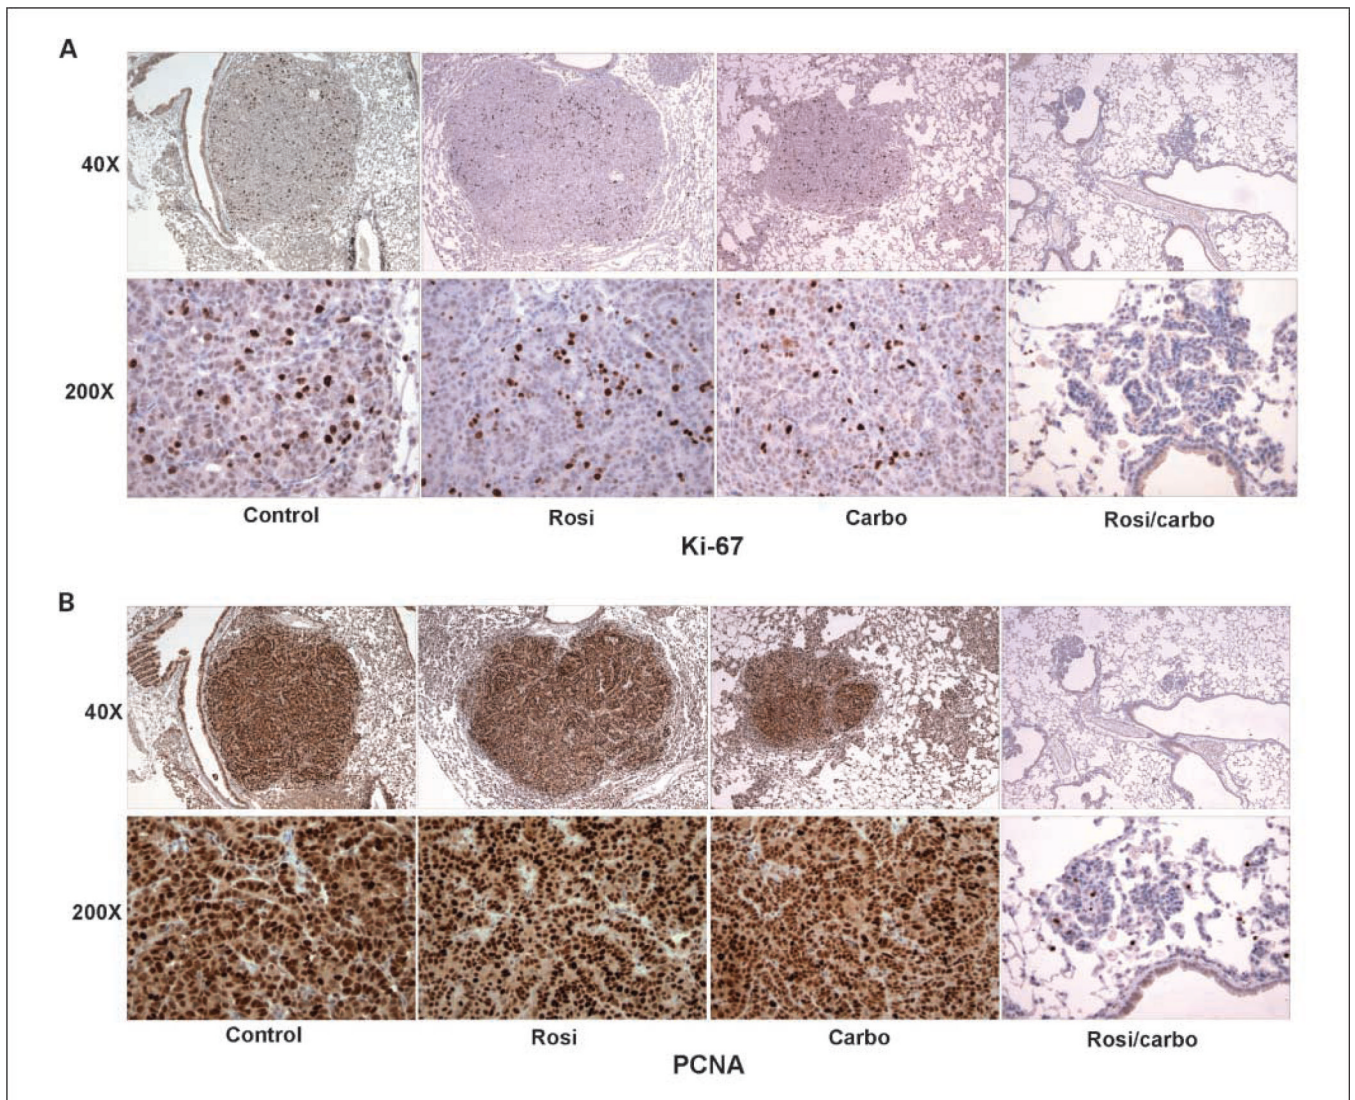 A
40X
200X
Control Rosi Carbo Rosi/carbo
Ki-67
B
40X
200X
Control Rosi Carbo Rosi/carbo
PCNA